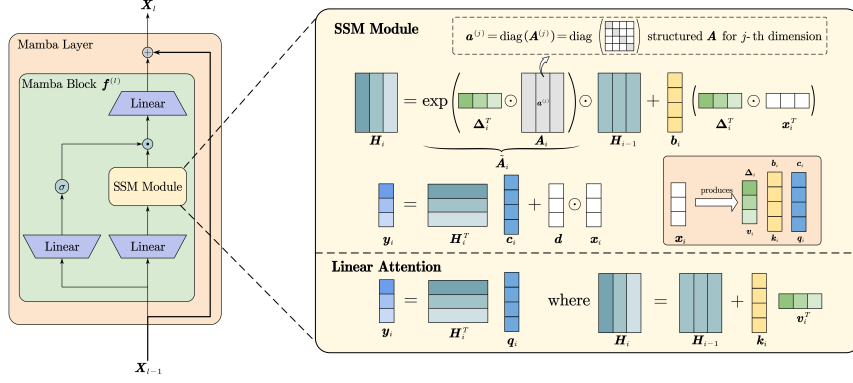 X_l
Mamba Layer
+
Mamba Block f^(l)
Linear
σ
SSM Module
Linear
Linear
X_{l−1}
SSM Module
a^(j) = diag(A^(j)) = diag ( ) structured A for j-th dimension
= exp ( ⊙ a^(i) ) ⊙ + ( ⊙ )
H_i Δ_i^T A_i H_{i−1} b_i Δ_i^T x_i^T
Ã_i
= + ⊙
y_i H_i^T c_i d x_i
produces
x_i
Δ_i b_i c_i
v_i k_i q_i
Linear Attention
= where = +
y_i H_i^T q_i H_i H_{i−1} k_i v_i^T